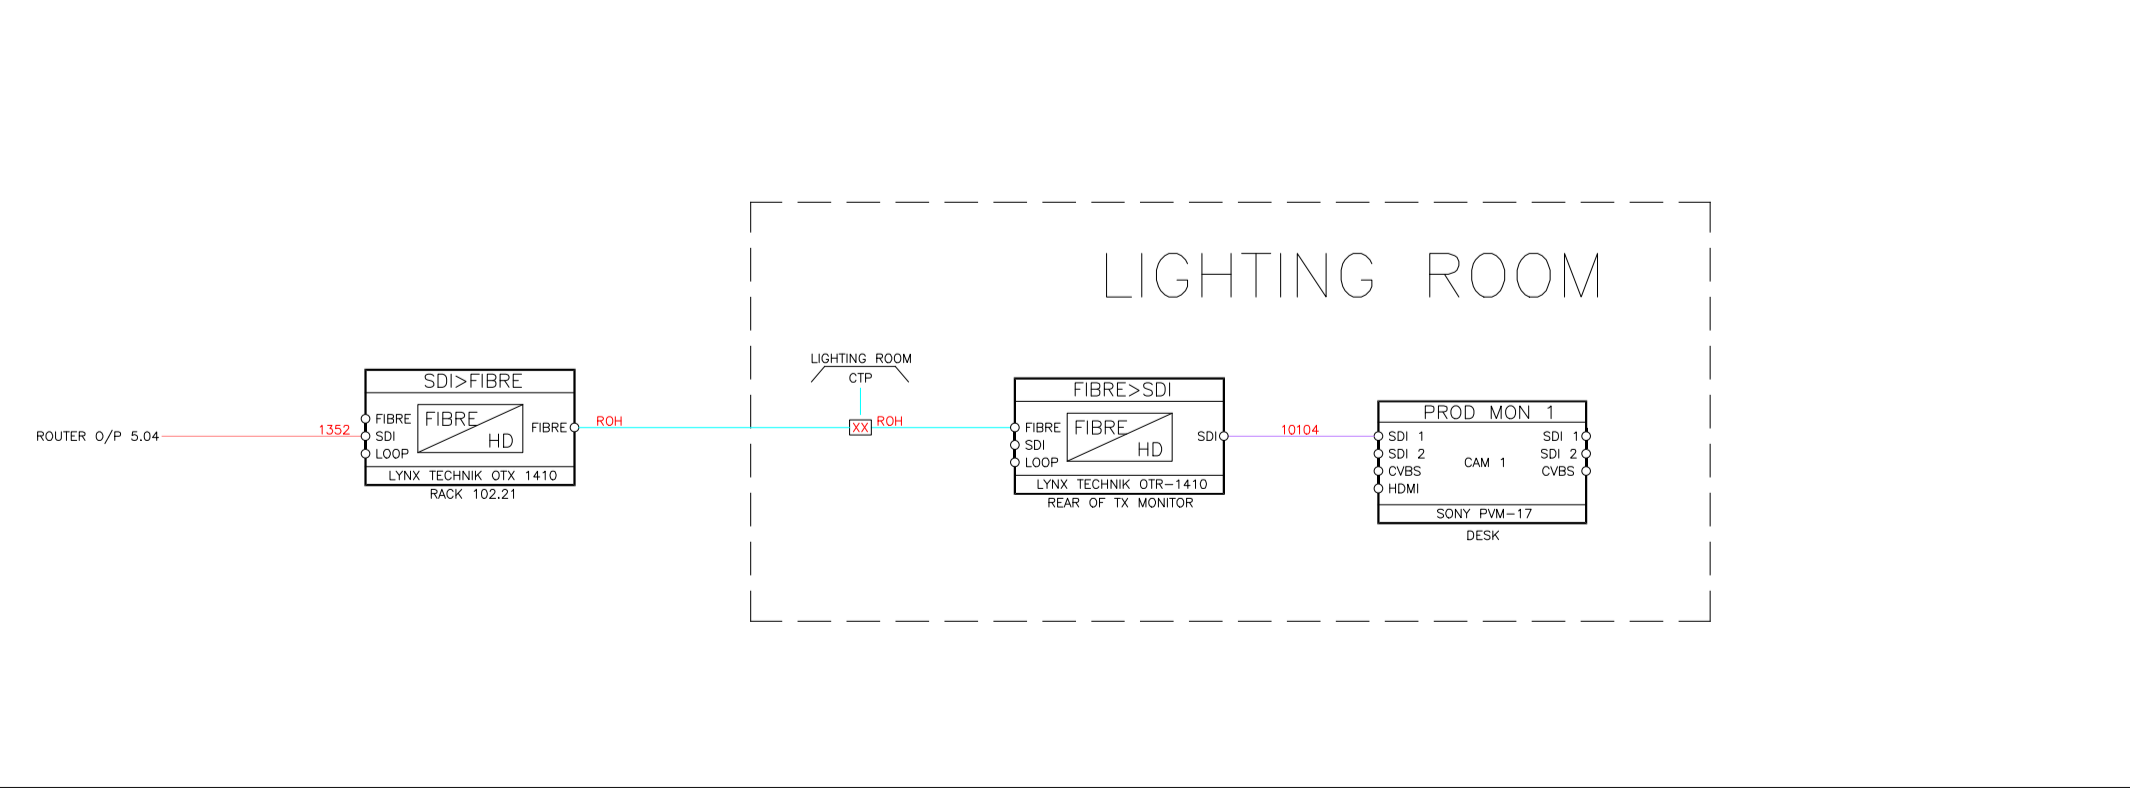 LIGHTING ROOM
LIGHTING ROOM
CTP
ROUTER O/P 5.04
1352
SDI>FIBRE
FIBRE
SDI
LOOP
FIBRE
HD
FIBRE
LYNX TECHNIK OTX 1410
RACK 102.21
ROH
XX
ROH
FIBRE>SDI
FIBRE
SDI
LOOP
FIBRE
HD
SDI
LYNX TECHNIK OTR-1410
REAR OF TX MONITOR
10104
PROD MON 1
SDI 1
SDI 2
CVBS
HDMI
CAM 1
SDI 1
SDI 2
CVBS
SONY PVM-17
DESK